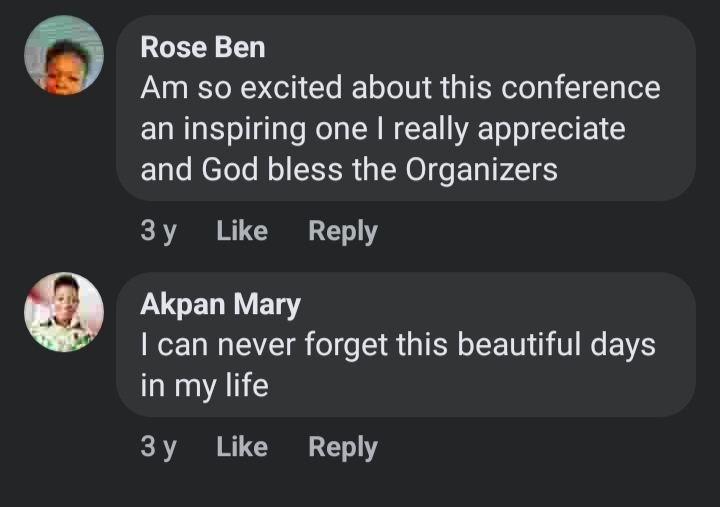 Rose Ben
Am so excited about this conference
an inspiring one I really appreciate
and God bless the Organizers
3 y Like Reply
Akpan Mary
I can never forget this beautiful days
in my life
3 y Like Reply